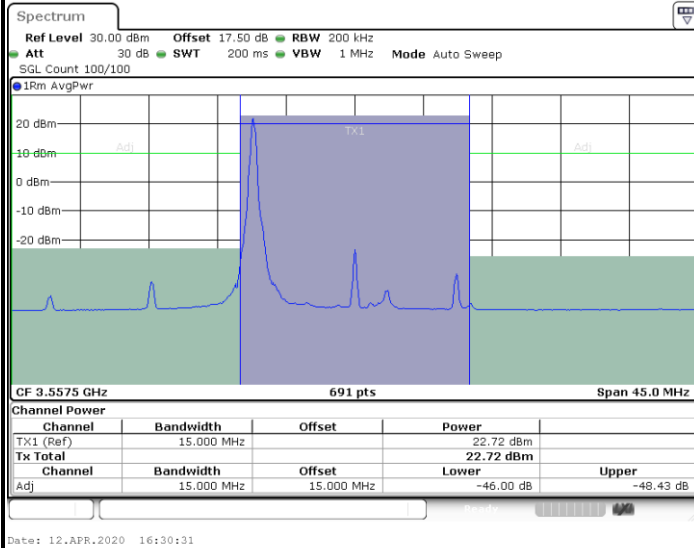 Spectrum
Ref Level 30.00 dBm Offset 17.50 dB RBW 200 kHz
Att 30 dB SWT 200 ms VBW 1 MHz Mode Auto Sweep
SGL Count 100/100
1Rm AvgPwr
20 dBm
TX1
Adj
Adj
10 dBm
0 dBm
-10 dBm
-20 dBm
CF 3.5575 GHz 691 pts Span 45.0 MHz
Channel Power
Channel Bandwidth Offset Power
TX1 (Ref) 15.000 MHz 22.72 dBm
Tx Total 22.72 dBm
Channel Bandwidth Offset Lower Upper
Adj 15.000 MHz 15.000 MHz -46.00 dB -48.43 dB
Ready
Date: 12.APR.2020 16:30:31